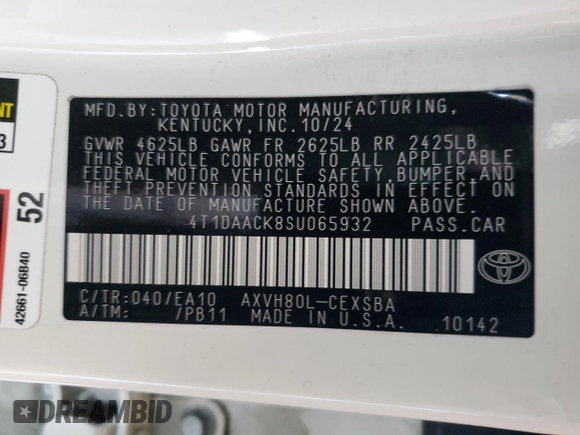 MFD.BY:TOYOTA MOTOR MANUFACTURING,
KENTUCKY,INC.10/24
GVWR 4625LB GAWR FR 2625LB RR 2425LB
THIS VEHICLE CONFORMS TO ALL APPLICABLE
FEDERAL MOTOR VEHICLE SAFETY,BUMPER,AND
THEFT PREVENTION STANDARDS IN EFFECT ON
THE DATE OF MANUFACTURE SHOWN ABOVE.
4T1DAACK8SU065932 PASS.CAR
C/TR:040/EA10 AXVH80L-CEXSBA
A/TM: /PB11 MADE IN U.S.A. 10142
NT
3
52
42661-06B40
DREAMBID